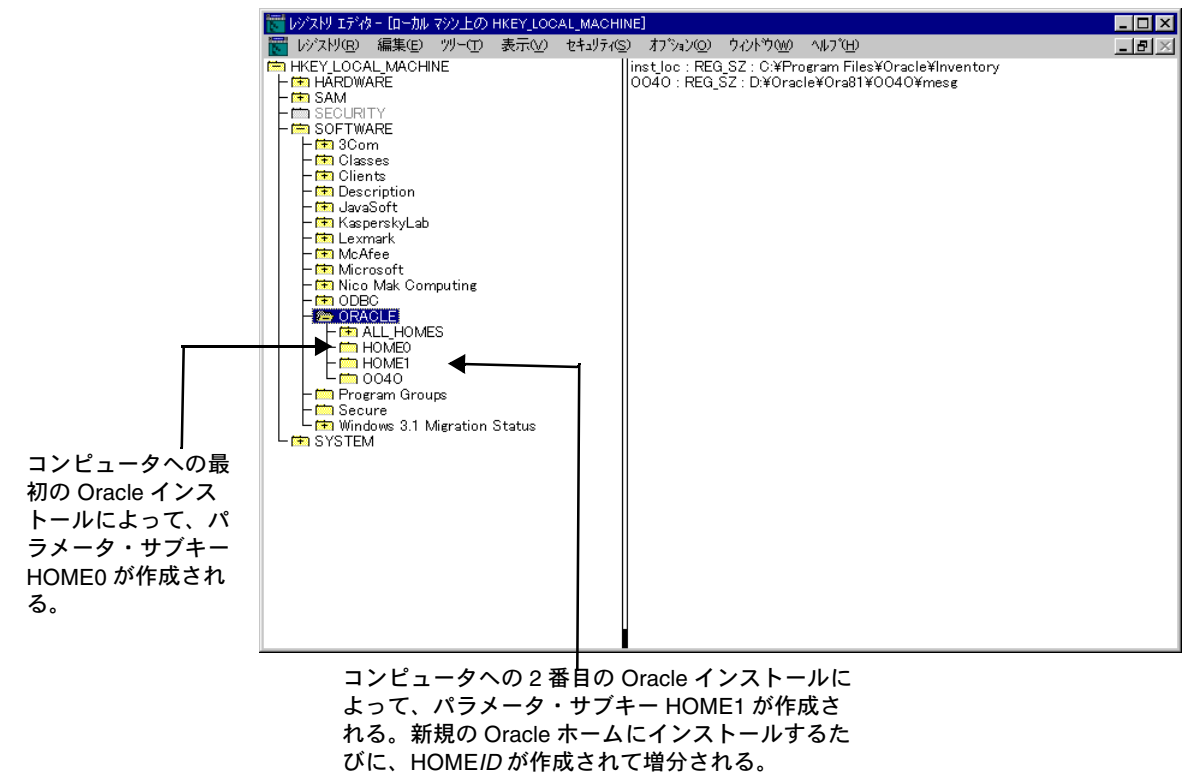 レジストリ エディター - [ローカル マシン上の HKEY_LOCAL_MACHINE]
レジストリ(R) 編集(E) ツリー(T) 表示(V) セキュリティ(S) オプション(O) ウィンドウ(W) ヘルプ(H)
HKEY_LOCAL_MACHINE
HARDWARE
SAM
SECURITY
SOFTWARE
3Com
Classes
Clients
Description
JavaSoft
KasperskyLab
Lexmark
McAfee
Microsoft
Nico Mak Computing
ODBC
ORACLE
ALL_HOMES
HOME0
HOME1
OO4O
Program Groups
Secure
Windows 3.1 Migration Status
SYSTEM
inst_loc : REG_SZ : C:¥Program Files¥Oracle¥Inventory
OO4O : REG_SZ : D:¥Oracle¥Ora81¥OO4O¥mesg
コンピュータへの最
初の Oracle インス
トールによって、パ
ラメータ・サブキー
HOME0 が作成され
る。
コンピュータへの 2 番目の Oracle インストールに
よって、パラメータ・サブキー HOME1 が作成さ
れる。新規の Oracle ホームにインストールするた
びに、HOMEID が作成されて増分される。